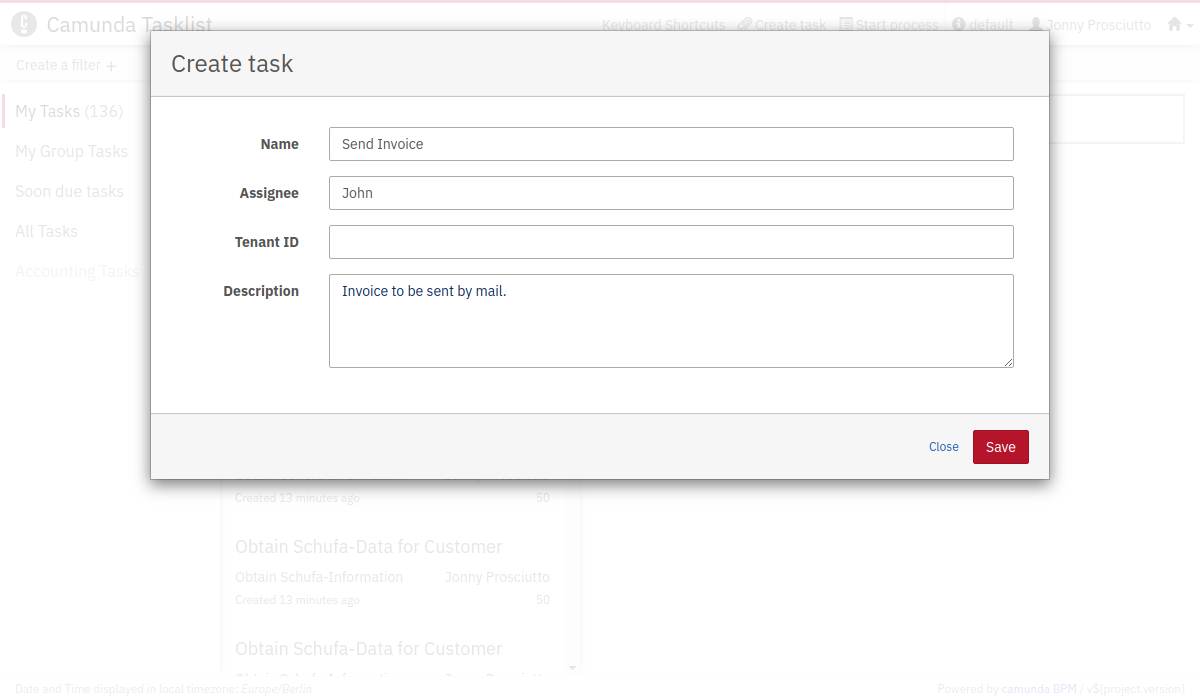 Camunda Tasklist
Keyboard Shortcuts Create task Start process default Jonny Prosciutto
Create a filter +
Create task
My Tasks (136)
My Group Tasks
Soon due tasks
All Tasks
Accounting Tasks
Name Send Invoice
Assignee John
Tenant ID
Description Invoice to be sent by mail.
Close Save
Created 13 minutes ago 50
Obtain Schufa-Data for Customer
Obtain Schufa-Information Jonny Prosciutto
Created 13 minutes ago 50
Obtain Schufa-Data for Customer
Date and Time displayed in local timezone: Europe/Berlin
Powered by camunda BPM / v${project.version}